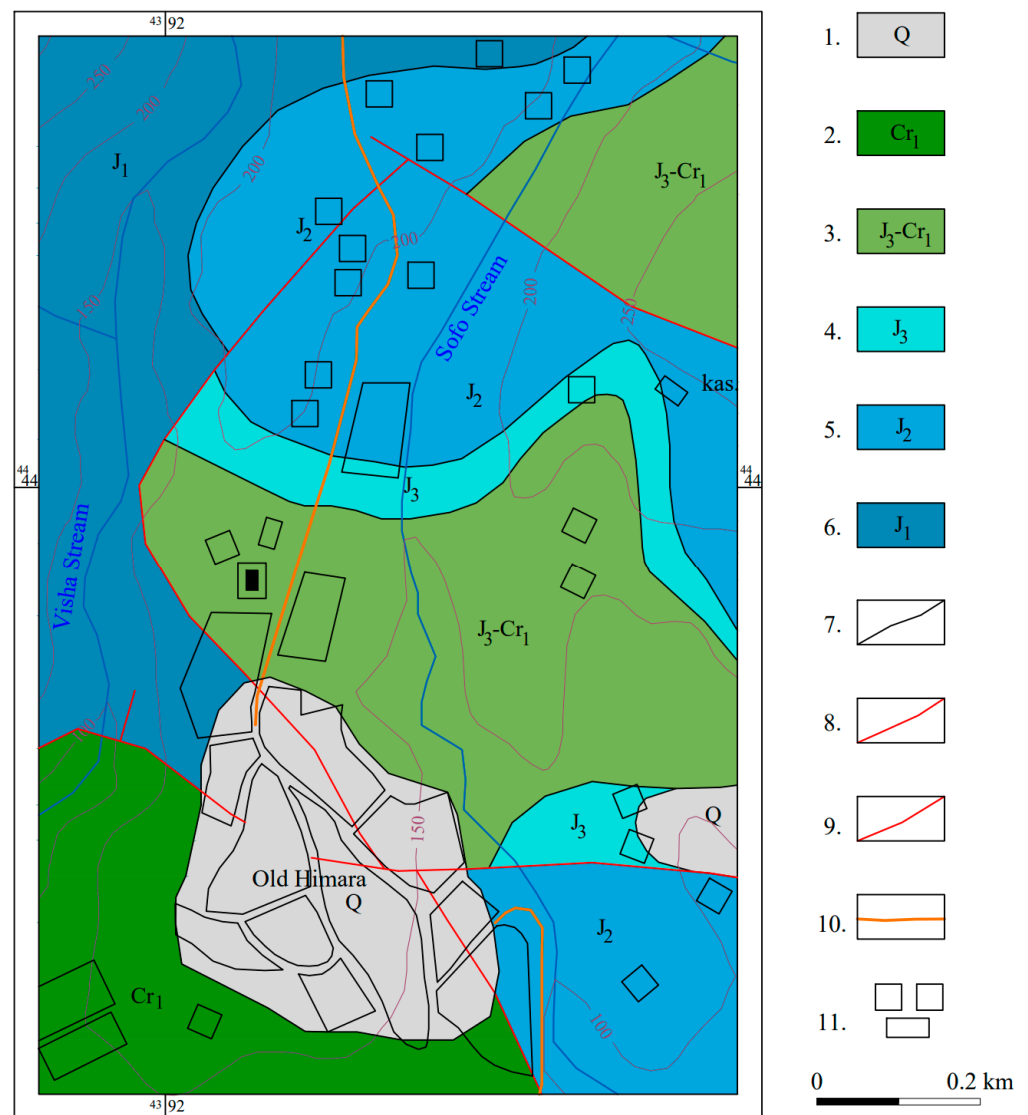 43 92
250
200
J1
200
J3-Cr1
J2
200
150
Sofo Stream
200
250
J2
kas.
44 44
44 44
J3
Visha Stream
J3-Cr1
100
150
J3
Q
Old Himara
Q
J2
Cr1
100
43 92
1. Q
2. Cr1
3. J3-Cr1
4. J3
5. J2
6. J1
7.
8.
9.
10.
11.
0 0.2 km